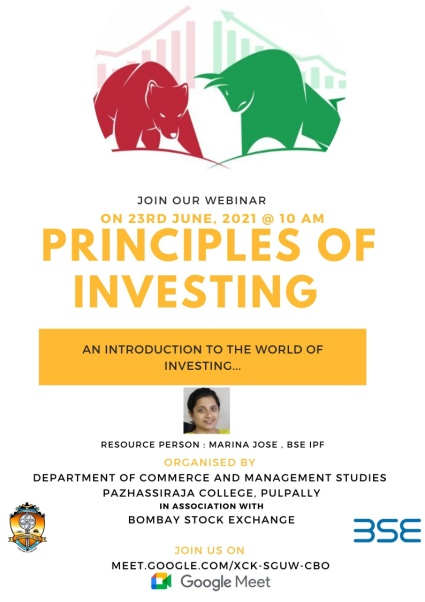 JOIN OUR WEBINAR
ON 23RD JUNE, 2021 @ 10 AM
PRINCIPLES OF
INVESTING
AN INTRODUCTION TO THE WORLD OF
INVESTING...
RESOURCE PERSON : MARINA JOSE , BSE IPF
ORGANISED BY
DEPARTMENT OF COMMERCE AND MANAGEMENT STUDIES
PAZHASSIRAJA COLLEGE, PULPALLY
IN ASSOCIATION WITH
BOMBAY STOCK EXCHANGE
BSE
JOIN US ON
MEET.GOOGLE.COM/XCK-SGUW-CBO
Google Meet